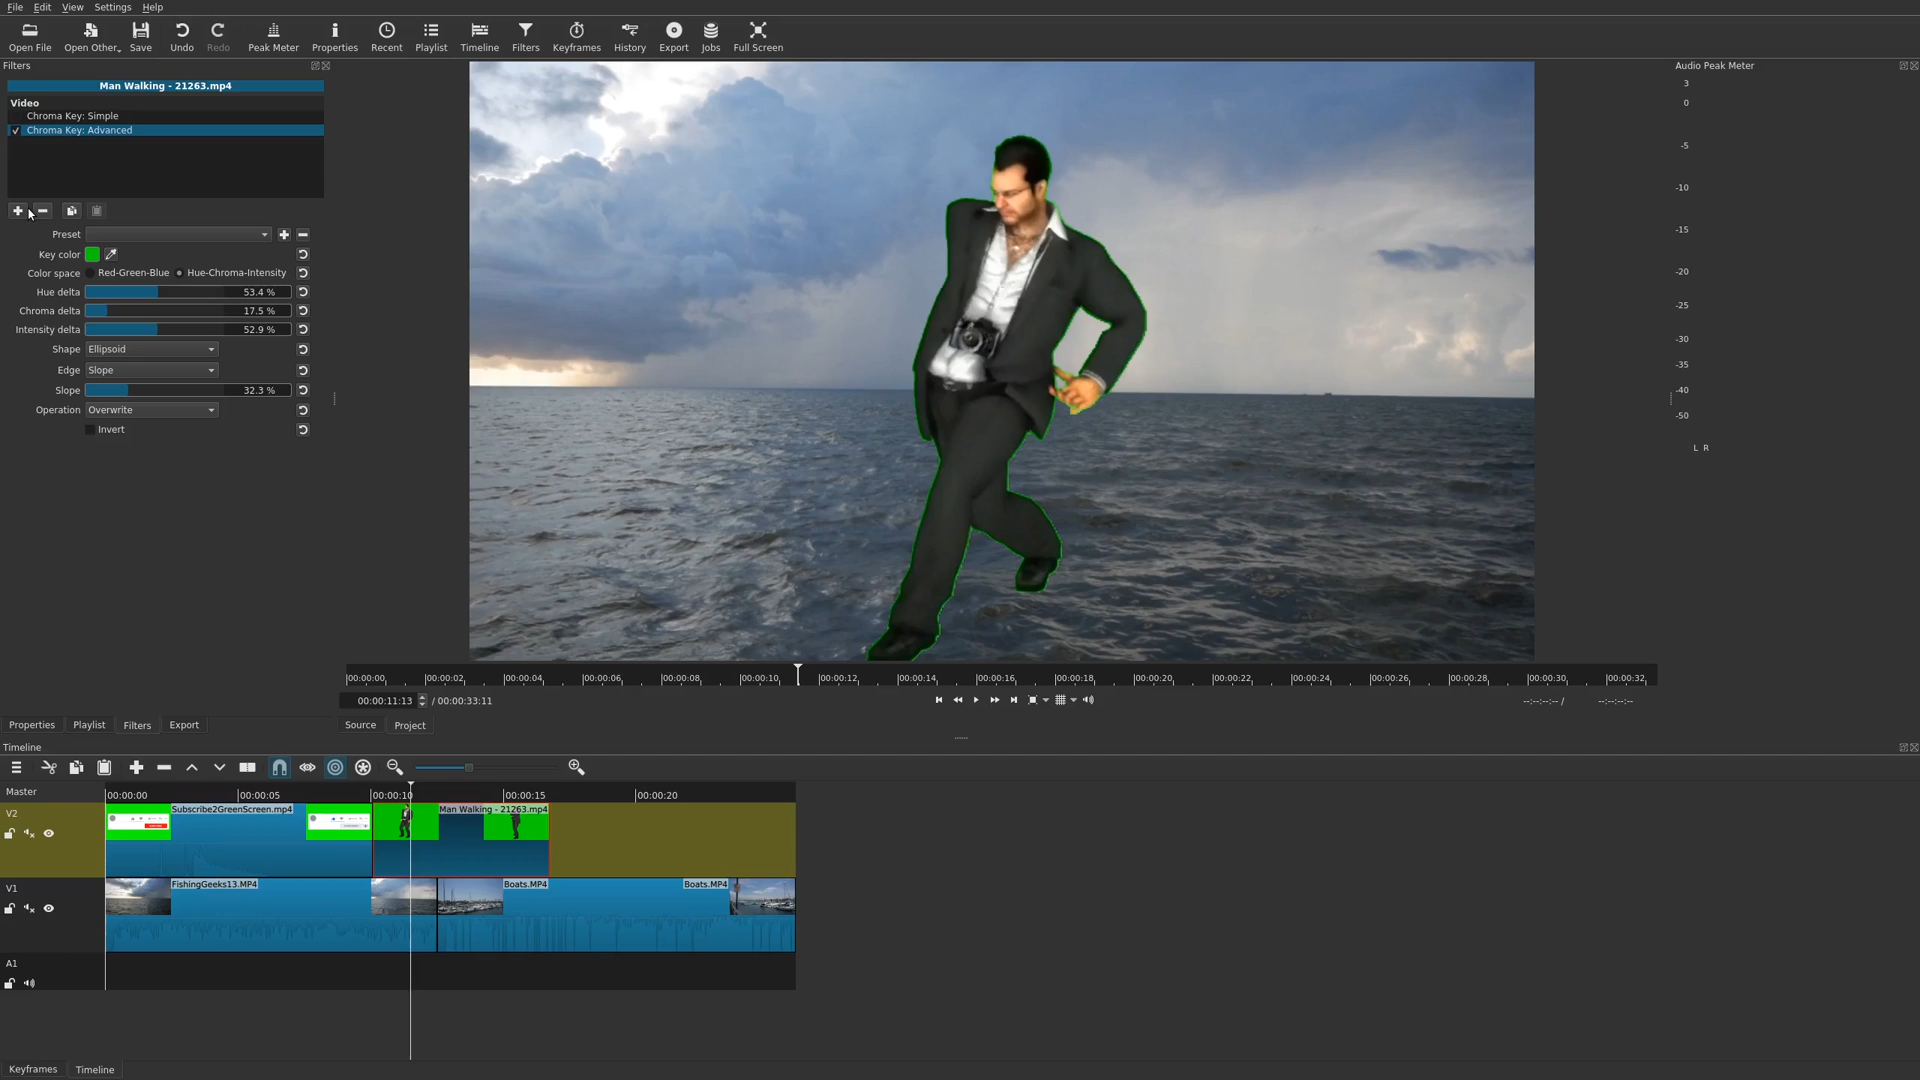 File Edit View Settings Help
Open File Open Other... Save Undo Redo Peak Meter Properties Recent Playlist Timeline Filters Keyframes History Export Jobs Full Screen
Filters
Audio Peak Meter
Man Walking - 21263.mp4
Video
Chroma Key: Simple
Chroma Key: Advanced
Preset
Key color
Color space Red-Green-Blue Hue-Chroma-Intensity
Hue delta 53.4 %
Chroma delta 17.5 %
Intensity delta 52.9 %
Shape Ellipsoid
Edge Slope
Slope 32.3 %
Operation Overwrite
Invert
3
0
-5
-10
-15
-20
-25
-30
-35
-40
-50
L R
00:00:00 00:00:02 00:00:04 00:00:06 00:00:08 00:00:10 00:00:12 00:00:14 00:00:16 00:00:18 00:00:20 00:00:22 00:00:24 00:00:26 00:00:28 00:00:30 00:00:32
00:00:11:13 / 00:00:33:11 --:--:--:-- / --:--:--:--
Properties Playlist Filters Export Source Project
Timeline
Master 00:00:00 00:00:05 00:00:10 00:00:15 00:00:20
V2 Subscribe2GreenScreen.mp4 Man Walking - 21263.mp4
V1 FishingGeeks13.MP4 Boats.MP4 Boats.MP4
A1
Keyframes Timeline